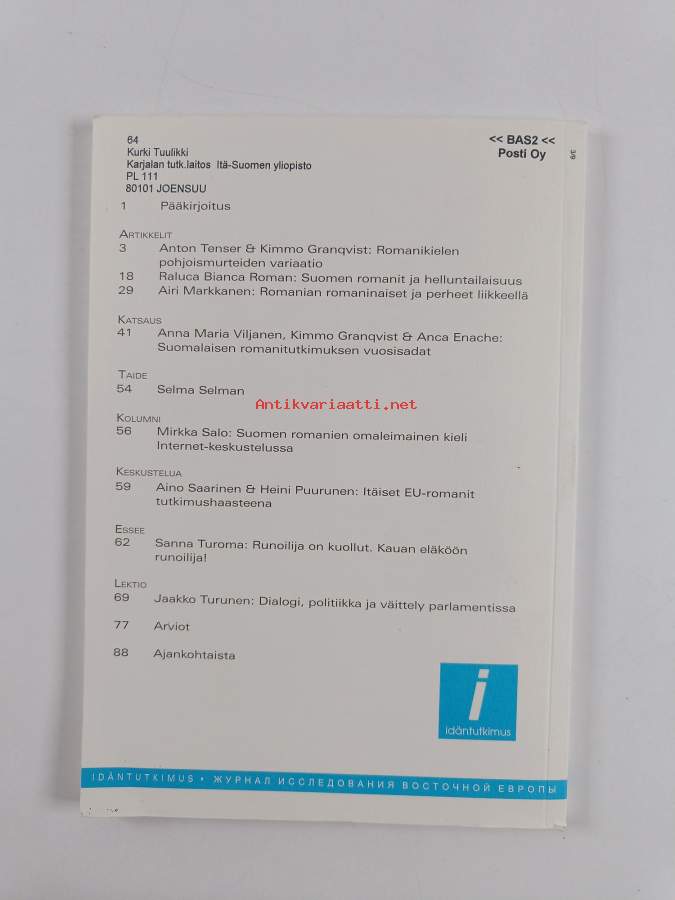 64
Kurki Tuulikki
Karjalan tutk.laitos Itä-Suomen yliopisto
PL 111
80101 JOENSUU
<< BAS2 <<
Posti Oy
3/9
1 Pääkirjoitus
Artikkelit
3 Anton Tenser & Kimmo Granqvist: Romanikielen
pohjoismurteiden variaatio
18 Raluca Bianca Roman: Suomen romanit ja helluntailaisuus
29 Airi Markkanen: Romanian romaninaiset ja perheet liikkeellä
Katsaus
41 Anna Maria Viljanen, Kimmo Granqvist & Anca Enache:
Suomalaisen romanitutkimuksen vuosisadat
Taide
54 Selma Selman
Antikvariaatti.net
Kolumni
56 Mirkka Salo: Suomen romanien omaleimainen kieli
Internet-keskustelussa
Keskustelua
59 Aino Saarinen & Heini Puurunen: Itäiset EU-romanit
tutkimushaasteena
Essee
62 Sanna Turoma: Runoilija on kuollut. Kauan eläköön
runoilija!
Lektio
69 Jaakko Turunen: Dialogi, politiikka ja väittely parlamentissa
77 Arviot
88 Ajankohtaista
i
idäntutkimus
IDÄNTUTKIMUS • ЖУРНАЛ ИССЛЕДОВАНИЯ ВОСТОЧНОЙ ЕВРОПЫ